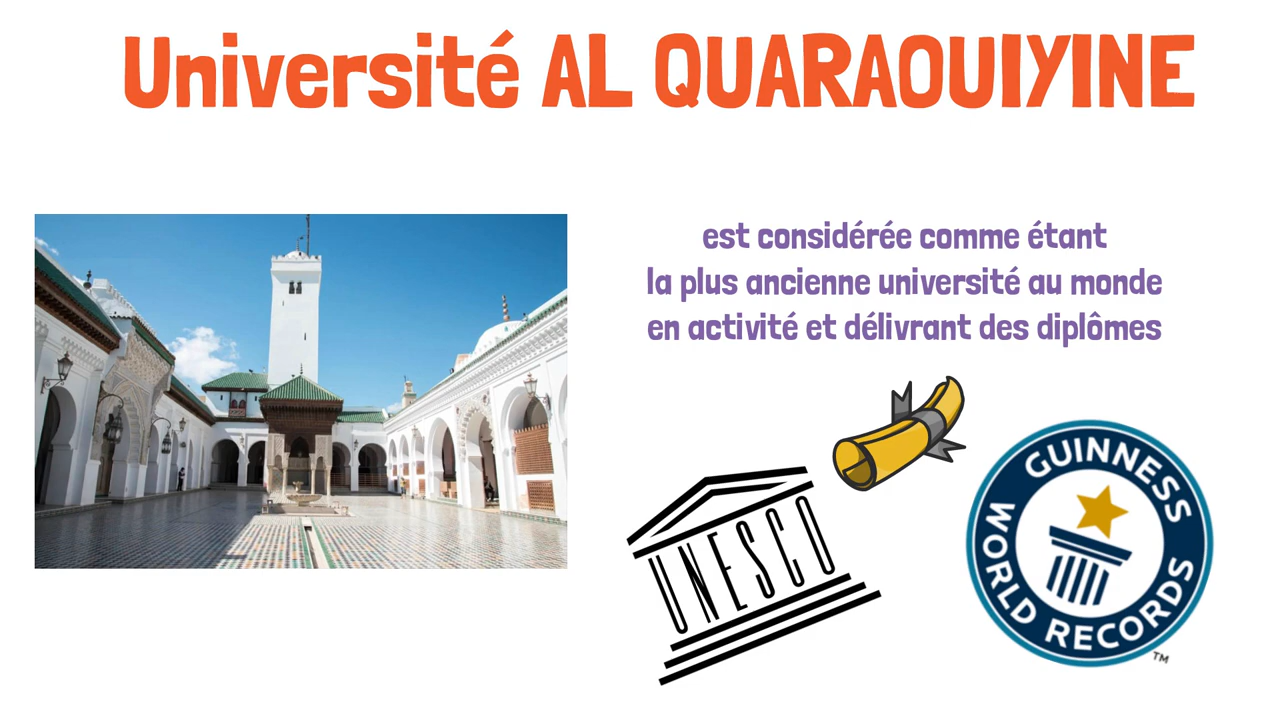 Université AL QUARAOUIYINE
est considérée comme étant
la plus ancienne université au monde
en activité et délivrant des diplômes
UNESCO
GUINNESS
WORLD RECORDS
TM